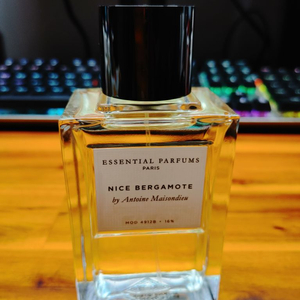 ESSENTIAL PARFUMS
PARIS
NICE BERGAMOTE
by Antoine Maisondieu